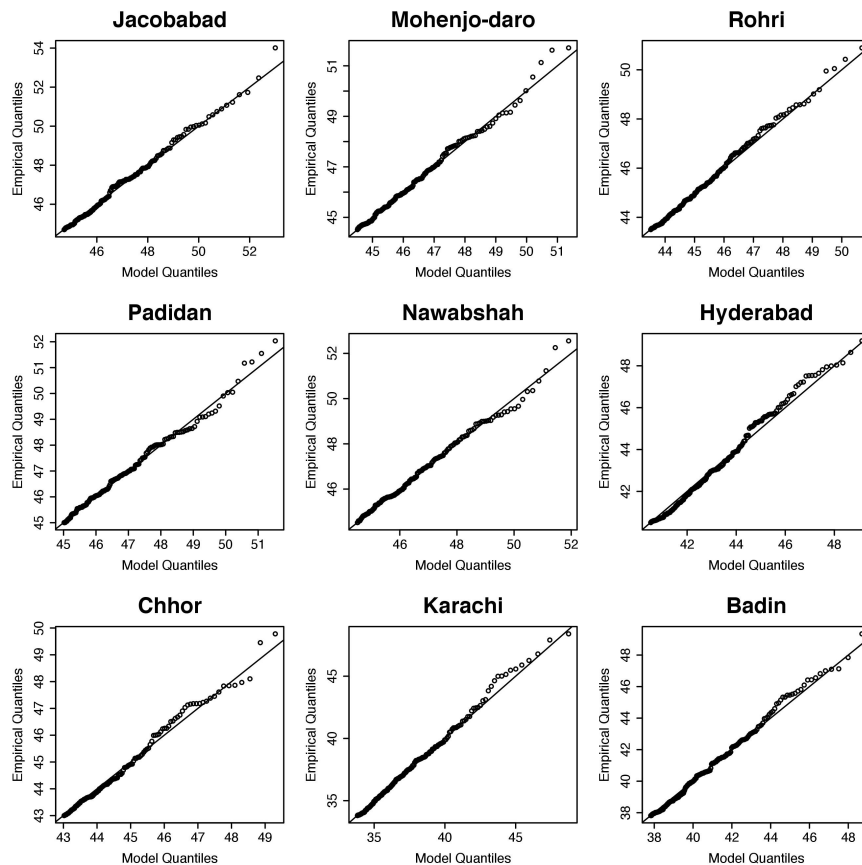 Jacobabad
Mohenjo-daro
Rohri
Empirical Quantiles
46 48 50 52 54
46 48 50 52
Model Quantiles
Empirical Quantiles
45 47 49 51
45 46 47 48 49 50 51
Model Quantiles
Empirical Quantiles
44 46 48 50
44 45 46 47 48 49 50
Model Quantiles
Padidan
Nawabshah
Hyderabad
Empirical Quantiles
45 46 47 48 49 50 51 52
45 46 47 48 49 50 51
Model Quantiles
Empirical Quantiles
46 48 50 52
46 48 50 52
Model Quantiles
Empirical Quantiles
42 44 46 48
42 44 46 48
Model Quantiles
Chhor
Karachi
Badin
Empirical Quantiles
43 44 45 46 47 48 49 50
43 44 45 46 47 48 49
Model Quantiles
Empirical Quantiles
35 40 45
35 40 45
Model Quantiles
Empirical Quantiles
38 40 42 44 46 48
38 40 42 44 46 48
Model Quantiles